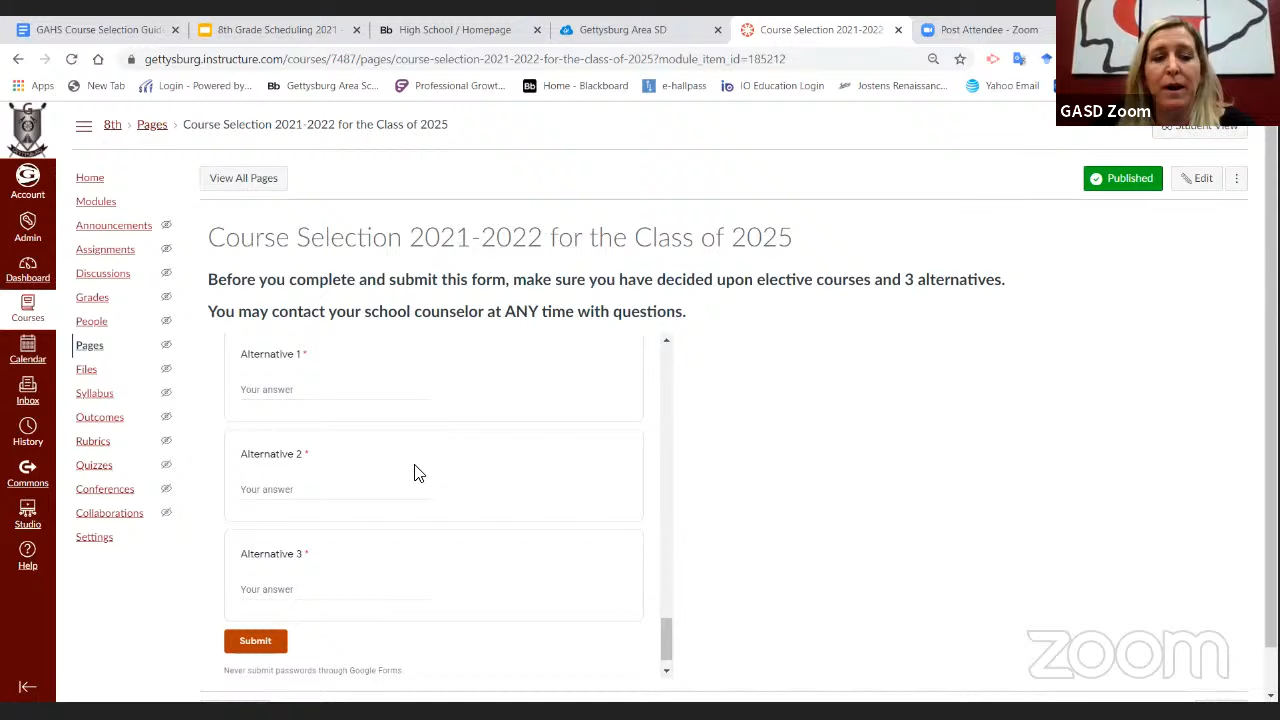 GAHS Course Selection Guid
8th Grade Scheduling 2021 -
High School / Homepage
Gettysburg Area SD
Course Selection 2021-2022
Post Attendee - Zoom
gettysburg.instructure.com/course/748/pages/course-selection-2021-2022-for-the-class-of-2025?module_item_id=185212
Apps
New Tab
Login - Powered by...
Bb
Gettysburg Area Sc...
Professional Growt...
Bb
Home - Blackboard
e-hallpass
IO Education Login
Jostens Renaissanc...
Yahoo Email
GASD Zoom
8th
Pages
Course Selection 2021-2022 for the Class of 2025
Student View
Account
Admin
Dashboard
Courses
Calendar
Inbox
History
Commons
Studio
Help
Home
Modules
Announcements
Assignments
Discussions
Grades
People
Pages
Files
Syllabus
Outcomes
Rubrics
Quizzes
Conferences
Collaborations
Settings
View All Pages
Published
Edit
Course Selection 2021-2022 for the Class of 2025
Before you complete and submit this form, make sure you have decided upon elective courses and 3 alternatives.
You may contact your school counselor at ANY time with questions.
Alternative 1 *
Your answer
Alternative 2 *
Your answer
Alternative 3 *
Your answer
Submit
Never submit passwords through Google Forms
zoom